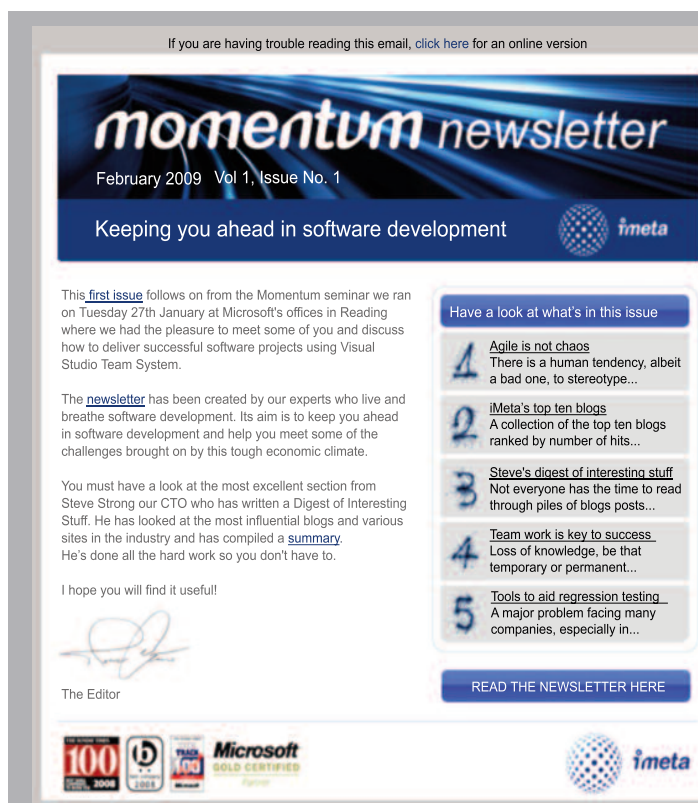 If you are having trouble reading this email, click here for an online version
momentum newsletter
February 2009 Vol 1, Issue No. 1
Keeping you ahead in software development
imeta
This first issue follows on from the Momentum seminar we ran
on Tuesday 27th January at Microsoft's offices in Reading
where we had the pleasure to meet some of you and discuss
how to deliver successful software projects using Visual
Studio Team System.
The newsletter has been created by our experts who live and
breathe software development. Its aim is to keep you ahead
in software development and help you meet some of the
challenges brought on by this tough economic climate.
You must have a look at the most excellent section from
Steve Strong our CTO who has written a Digest of Interesting
Stuff. He has looked at the most influential blogs and various
sites in the industry and has compiled a summary.
He's done all the hard work so you don't have to.
I hope you will find it useful!
The Editor
Have a look at what's in this issue
1
Agile is not chaos
There is a human tendency, albeit
a bad one, to stereotype...
2
iMeta's top ten blogs
A collection of the top ten blogs
ranked by number of hits...
3
Steve's digest of interesting stuff
Not everyone has the time to read
through piles of blogs posts...
4
Team work is key to success
Loss of knowledge, be that
temporary or permanent...
5
Tools to aid regression testing
A major problem facing many
companies, especially in...
READ THE NEWSLETTER HERE
100
2008
b
2008
TRACK
100
Microsoft
Microsoft
GOLD CERTIFIED
Partner
imeta